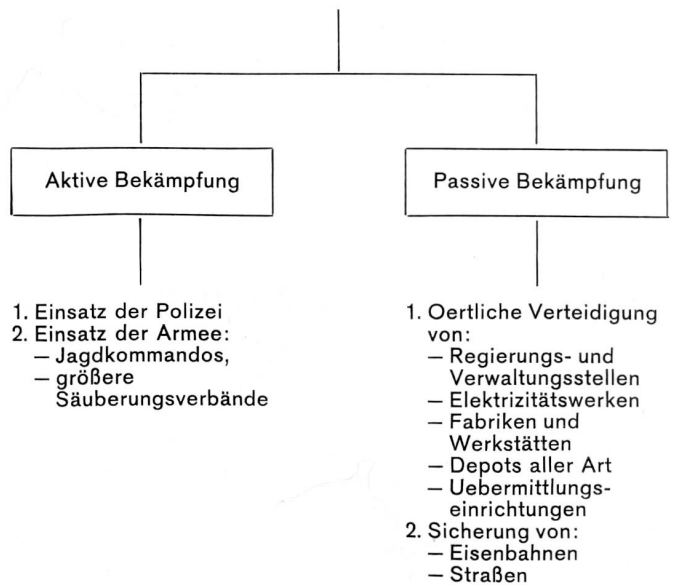 Aktive Bekämpfung
1. Einsatz der Polizei
2. Einsatz der Armee:
— Jagdkommandos,
— größere
Säuberungsverbände
Passive Bekämpfung
1. Oertliche Verteidigung
von:
— Regierungs- und
Verwaltungsstellen
— Elektrizitätswerken
— Fabriken und
Werkstätten
— Depots aller Art
— Uebermittlungs-
einrichtungen
2. Sicherung von:
— Eisenbahnen
— Straßen